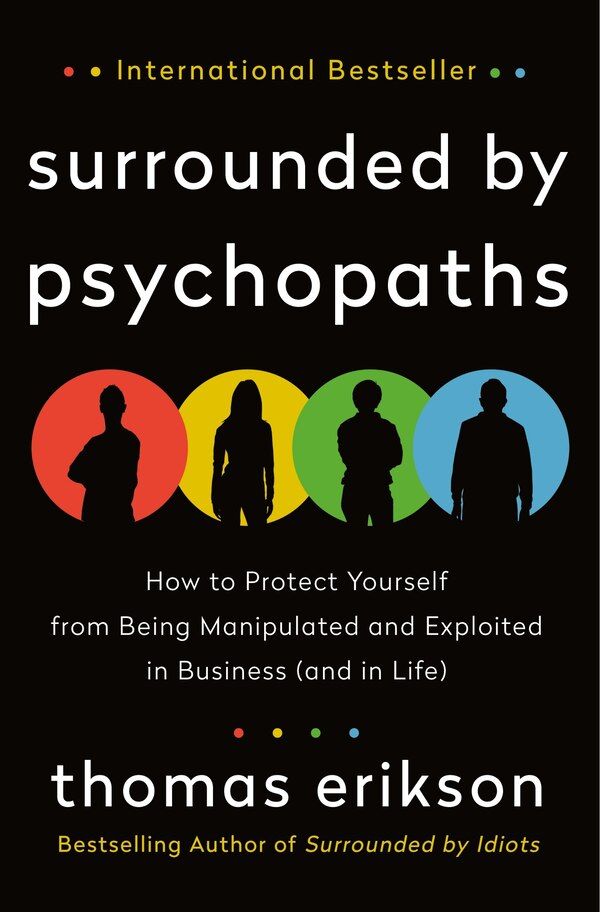 International Bestseller
surrounded by
psychopaths
How to Protect Yourself
from Being Manipulated and Exploited
in Business (and in Life)
thomas erikson
Bestselling Author of Surrounded by Idiots